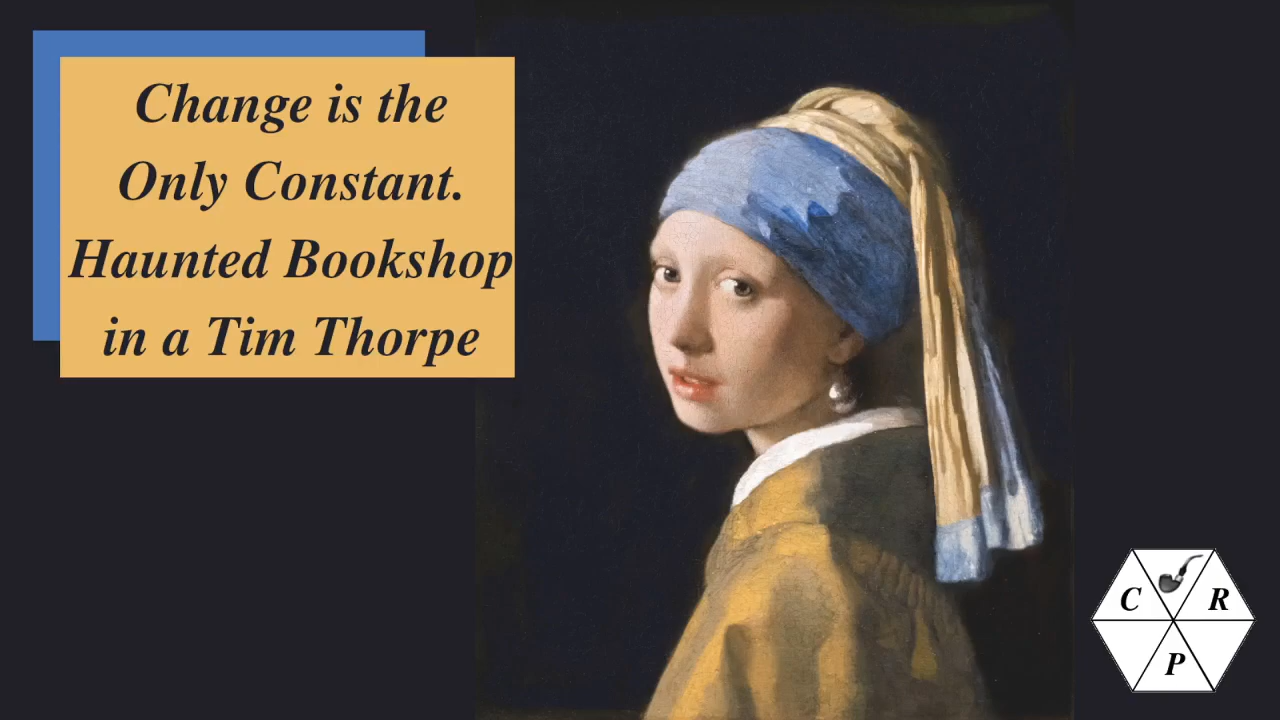 Change is the
Only Constant.
Haunted Bookshop
in a Tim Thorpe
C R
P